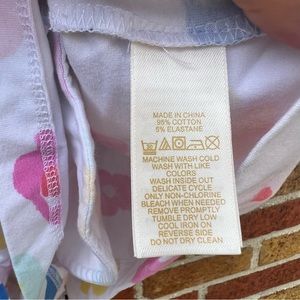 MADE IN CHINA
95% COTTON
5% ELASTANE
MACHINE WASH COLD
WASH WITH LIKE
COLORS
WASH INSIDE OUT
DELICATE CYCLE
ONLY NON-CHLORINE
BLEACH WHEN NEEDED
REMOVE PROMPTLY
TUMBLE DRY LOW
COOL IRON ON
REVERSE SIDE
DO NOT DRY CLEAN